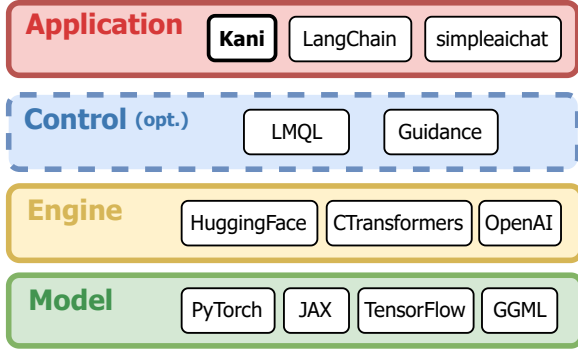 Application Kani LangChain simpleaichat
Control (opt.) LMQL Guidance
Engine HuggingFace CTransformers OpenAI
Model PyTorch JAX TensorFlow GGML